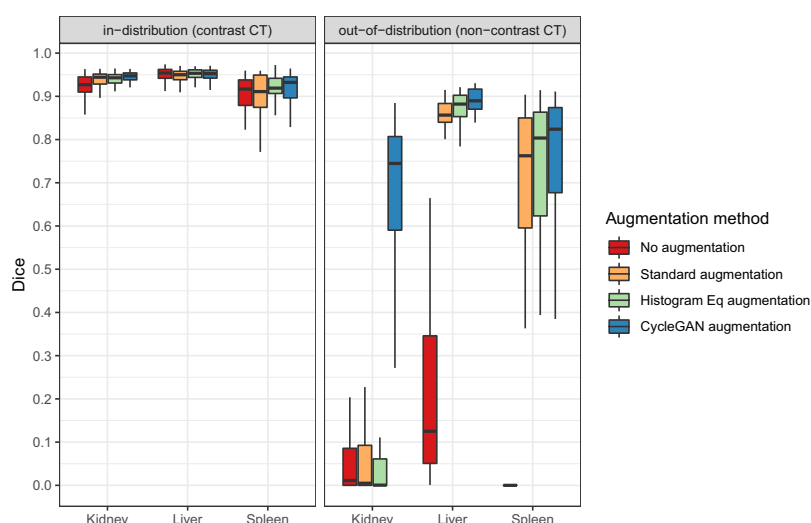 in−distribution (contrast CT)
out−of−distribution (non−contrast CT)
1.0
0.9
0.8
0.7
0.6
0.5
0.4
0.3
0.2
0.1
0.0
Dice
Kidney Liver Spleen
Kidney Liver Spleen
Augmentation method
No augmentation
Standard augmentation
Histogram Eq augmentation
CycleGAN augmentation